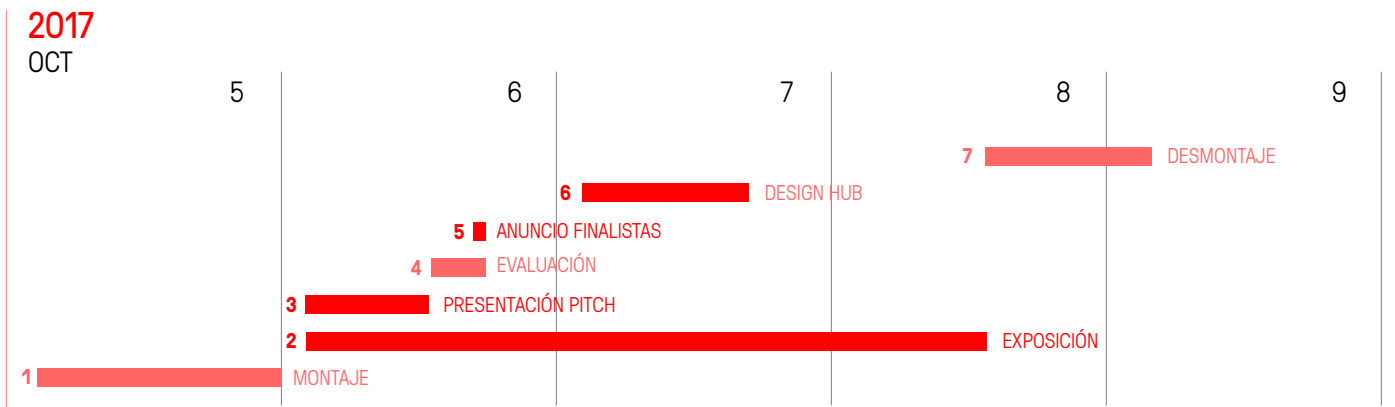 2017
OCT
5 6 7 8 9
7 DESMONTAJE
6 DESIGN HUB
5 ANUNCIO FINALISTAS
4 EVALUACIÓN
3 PRESENTACIÓN PITCH
2 EXPOSICIÓN
1 MONTAJE